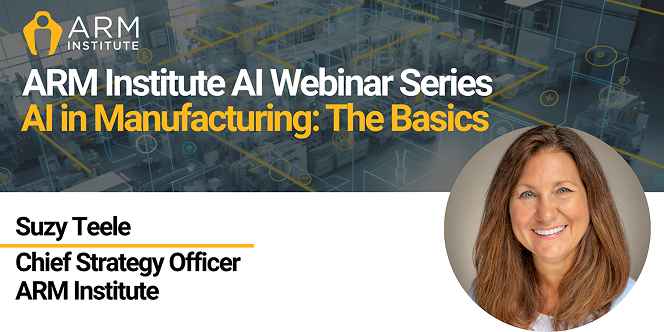 ARM
INSTITUTE
ARM Institute AI Webinar Series
AI in Manufacturing: The Basics
Suzy Teele
Chief Strategy Officer
ARM Institute